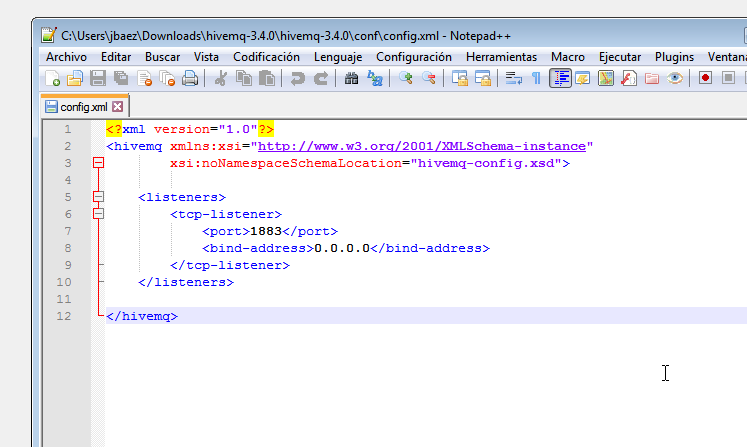 C:\Users\jbaez\Downloads\hivemq-3.4.0\hivemq-3.4.0\conf\config.xml - Notepad++
Archivo Editar Buscar Vista Codificación Lenguaje Configuración Herramientas Macro Ejecutar Plugins Ventana
config.xml
1 <?xml version="1.0"?>
2 <hivemq xmlns:xsi="http://www.w3.org/2001/XMLSchema-instance"
3 xsi:noNamespaceSchemaLocation="hivemq-config.xsd">
4
5 <listeners>
6 <tcp-listener>
7 <port>1883</port>
8 <bind-address>0.0.0.0</bind-address>
9 </tcp-listener>
10 </listeners>
11
12 </hivemq>